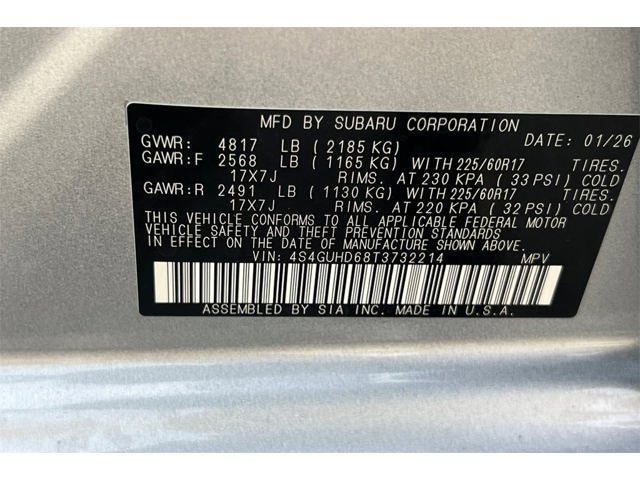 MFD BY SUBARU CORPORATION
GVWR: 4817 LB (2185 KG) DATE: 01/26
GAWR:F 2568 LB (1165 KG) WITH 225/60R17 TIRES.
17X7J RIMS. AT 230 KPA (33 PSI) COLD
GAWR:R 2491 LB (1130 KG) WITH 225/60R17 TIRES.
17X7J RIMS. AT 220 KPA (32 PSI) COLD
THIS VEHICLE CONFORMS TO ALL APPLICABLE FEDERAL MOTOR
VEHICLE SAFETY AND THEFT PREVENTION STANDARDS IN EFFECT ON THE DATE OF
MANUFACTURE SHOWN ABOVE.
VIN: 4S4GUHD68T3732214 MPV
ASSEMBLED BY SIA INC. MADE IN U.S.A.